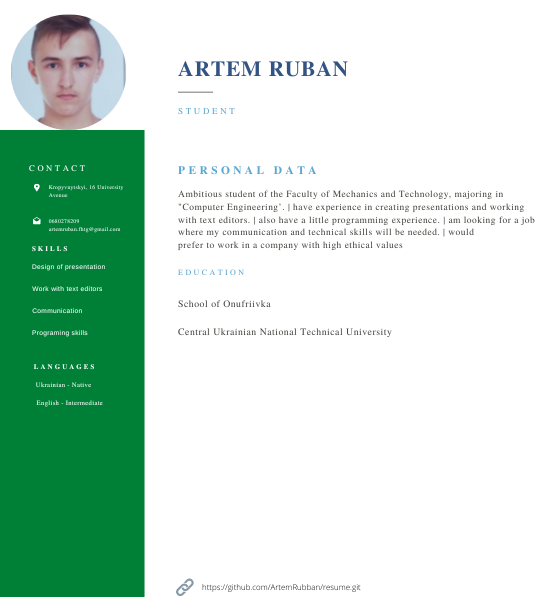 ARTEM RUBAN
STUDENT
CONTACT
Kropyvnytskyi, 16 University
Avenue
0680278209
artemruban.fhtg@gmail.com
SKILLS
Design of presentation
Work with text editors
Communication
Programing skills
LANGUAGES
Ukrainian - Native
English - Intermediate
PERSONAL DATA
Ambitious student of the Faculty of Mechanics and Technology, majoring in
"Computer Engineering". | have experience in creating presentations and working
with text editors. | also have a little programming experience. | am looking for a job
where my communication and technical skills will be needed. | would
prefer to work in a company with high ethical values
EDUCATION
School of Onufriivka
Central Ukrainian National Technical University
https://github.com/ArtemRubban/resume.git